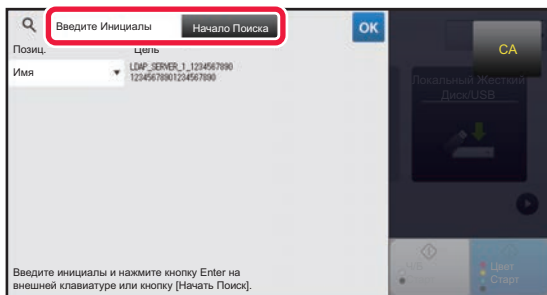 Введите Инициалы Начало Поиска OK
CA
Позиц. Цель
Имя LDAP_SERVER_1_1234567890
12345678901234567890
Локальный Жесткий
Диск/USB
Ч/Б Цвет
Старт
Введите инициалы и нажмите кнопку Enter на
внешней клавиатуре или кнопку [Начать Поиск].